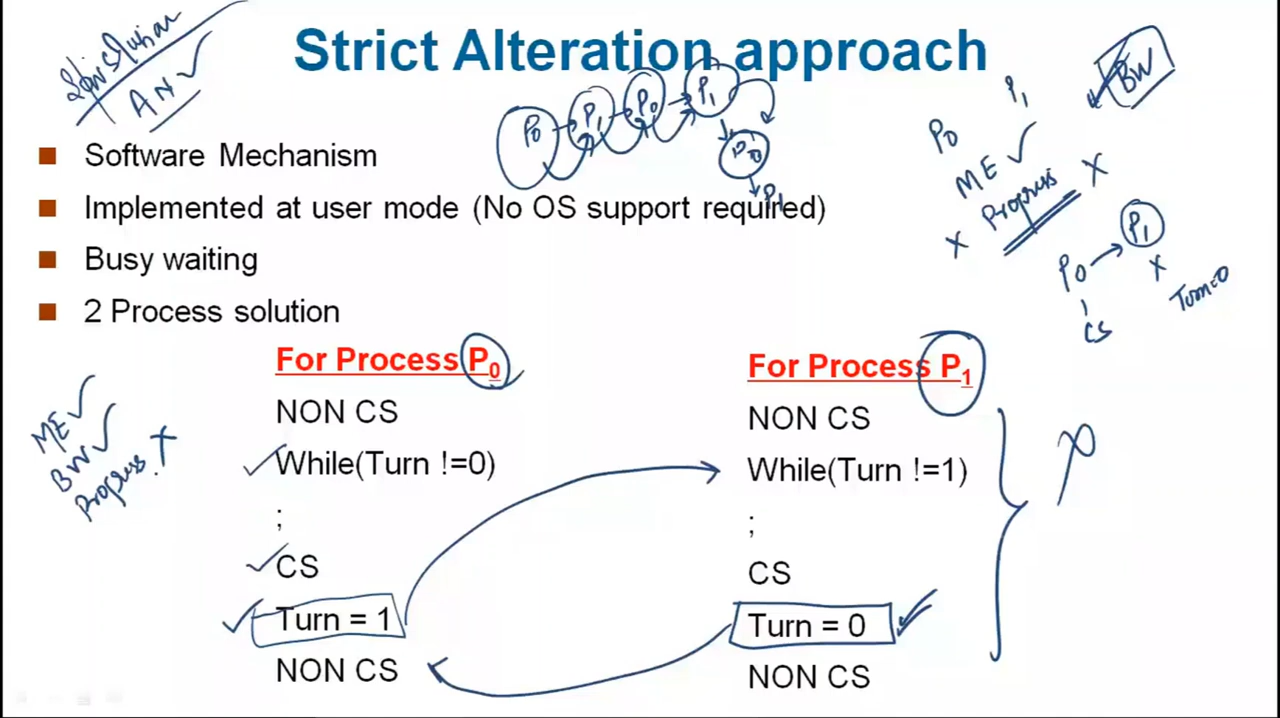 Strict Alteration approach
AN ✓
BW
P0 → P1 → P0 → P1
P0
P1
P0 P1
ME ✓
x Progress x
P0 → P1
x
CS
Turn=0
■ Software Mechanism
■ Implemented at user mode (No OS support required)
■ Busy waiting
■ 2 Process solution
ME ✓
BW ✓
Progress. x
For Process P0
NON CS
✓ While(Turn !=0)
;
✓ CS
✓ Turn = 1
NON CS
For Process P1
NON CS
While(Turn !=1)
;
CS
Turn = 0 ✓
NON CS